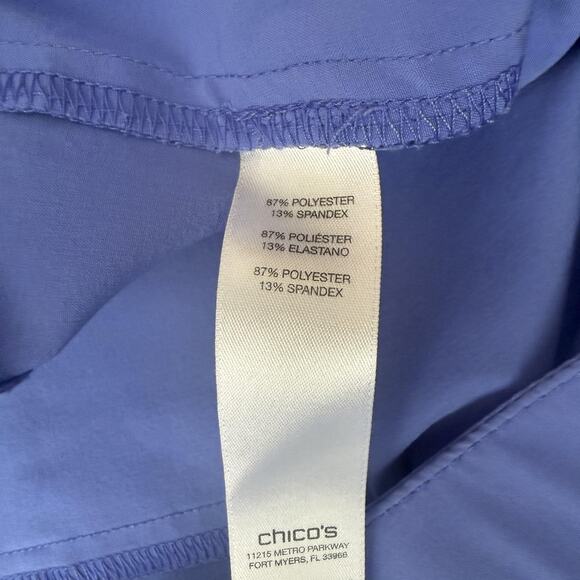 87% POLYESTER
13% SPANDEX
87% POLIÉSTER
13% ELASTANO
87% POLYESTER
13% SPANDEX
chico's
11215 METRO PARKWAY
FORT MYERS, FL 33966